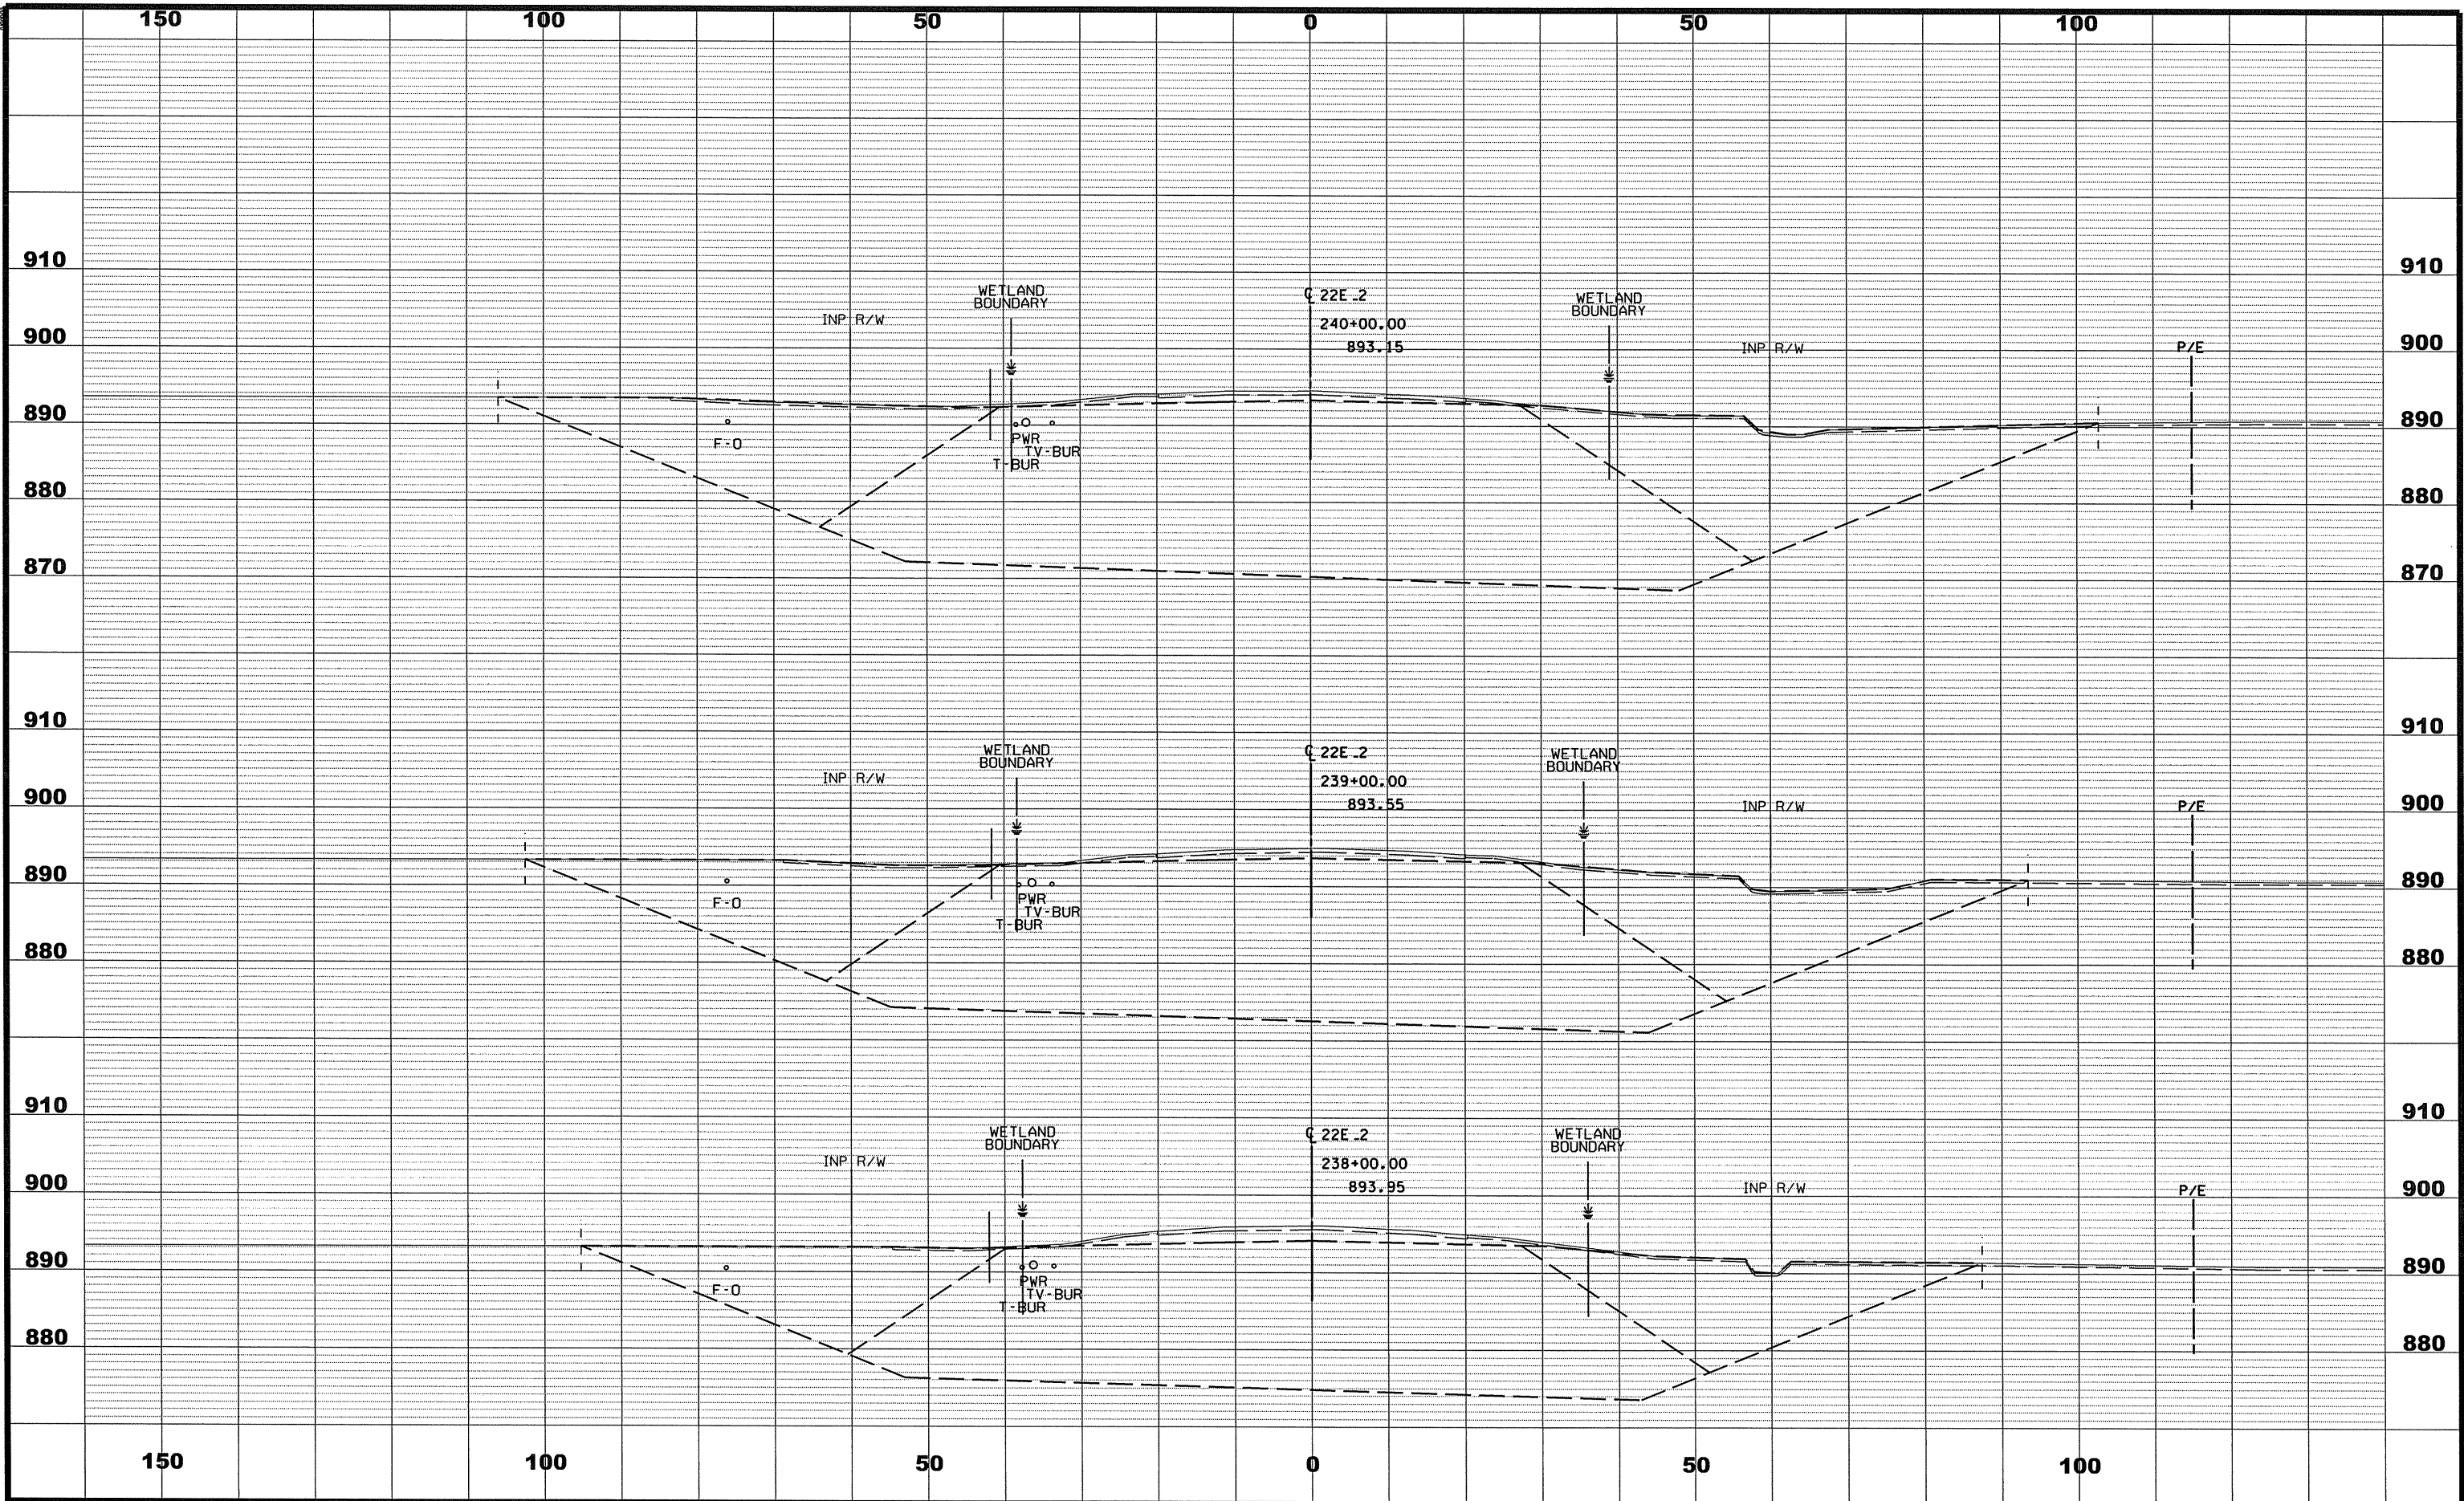 150 100 50 0 50 100
910 910
WETLAND
BOUNDARY
℄ 22E-2
WETLAND
BOUNDARY
INP R/W
240+00.00
900 893.15 INP R/W P/E 900
890 890
F-O
PWR
TV-BUR
T-BUR
880 880
870 870
910 910
WETLAND
BOUNDARY
℄ 22E-2
WETLAND
BOUNDARY
INP R/W
239+00.00
900 893.55 INP R/W P/E 900
890 890
F-O
PWR
TV-BUR
T-BUR
880 880
910 910
WETLAND
BOUNDARY
℄ 22E-2
WETLAND
BOUNDARY
INP R/W
238+00.00
900 893.95 INP R/W P/E 900
890 890
F-O
PWR
TV-BUR
T-BUR
880 880
150 100 50 0 50 100